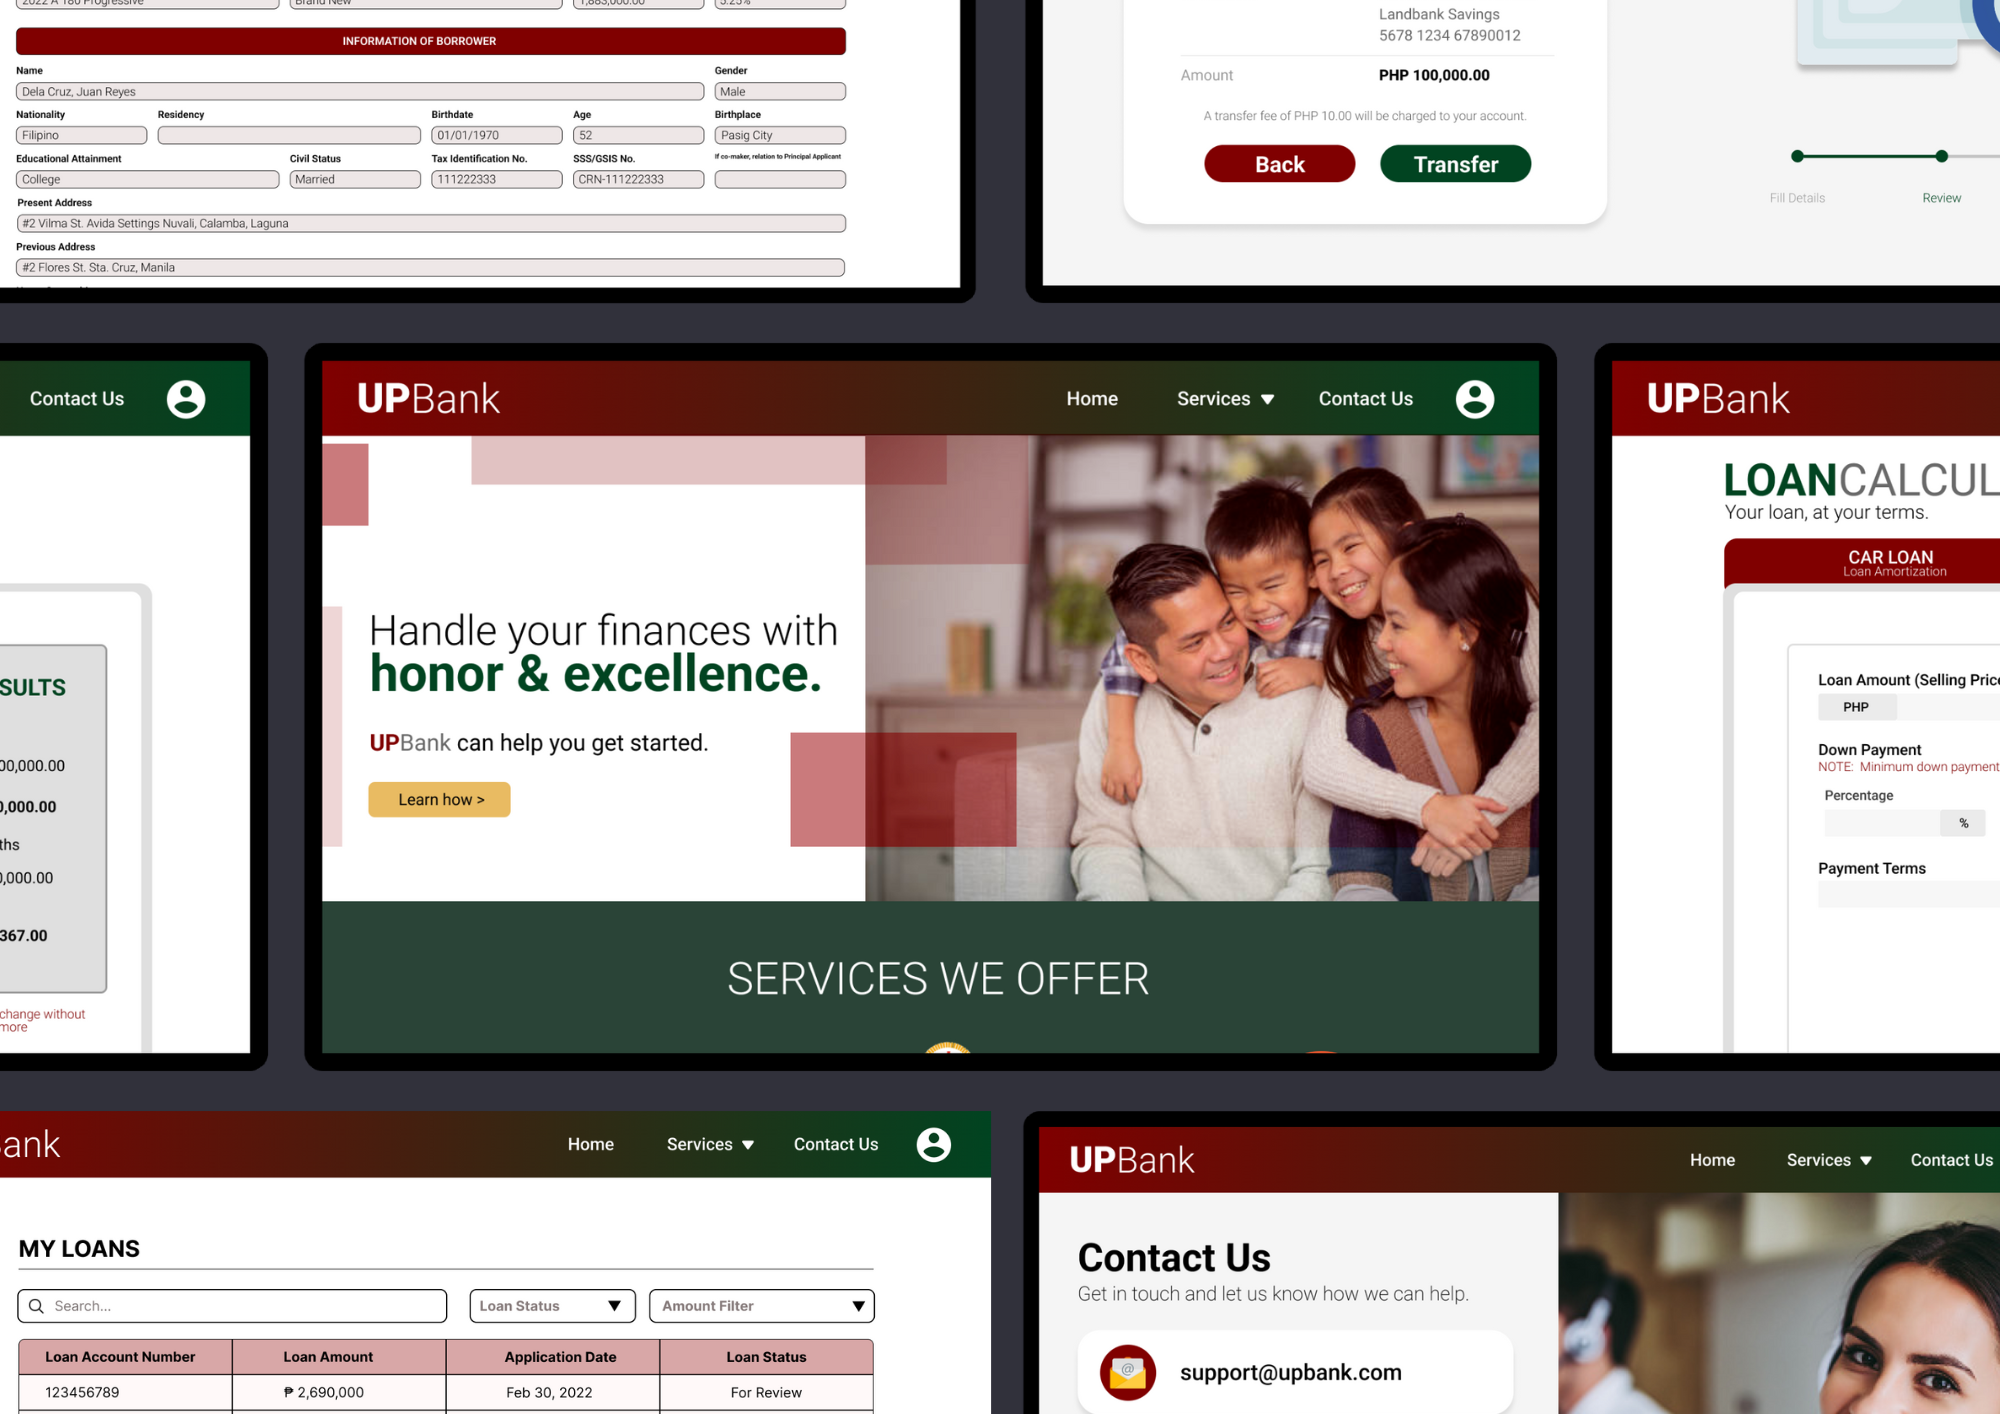 2022 A 180 Progressive
Brand New
1,883,000.00
5.25%
INFORMATION OF BORROWER
Name
Gender
Dela Cruz, Juan Reyes
Male
Nationality
Residency
Birthdate
Age
Birthplace
Filipino
01/01/1970
52
Pasig City
Educational Attainment
Civil Status
Tax Identification No.
SSS/GSIS No.
If co-maker, relation to Principal Applicant
College
Married
111222333
CRN-111222333
Present Address
#2 Vilma St. Avida Settings Nuvali, Calamba, Laguna
Previous Address
#2 Flores St. Sta. Cruz, Manila
Landbank Savings
5678 1234 67890012
Amount
PHP 100,000.00
A transfer fee of PHP 10.00 will be charged to your account.
Back
Transfer
Fill Details
Review
Contact Us
SULTS
00,000.00
0,000.00
ths
0,000.00
367.00
change without
more
UPBank
Home
Services
Contact Us
Handle your finances with
honor & excellence.
UPBank can help you get started.
Learn how >
SERVICES WE OFFER
UPBank
LOANCALCUL
Your loan, at your terms.
CAR LOAN
Loan Amortization
Loan Amount (Selling Price
PHP
Down Payment
NOTE: Minimum down payment
Percentage
%
Payment Terms
ank
Home
Services
Contact Us
MY LOANS
Search...
Loan Status
Amount Filter
Loan Account Number
Loan Amount
Application Date
Loan Status
123456789
₱ 2,690,000
Feb 30, 2022
For Review
UPBank
Home
Services
Contact Us
Contact Us
Get in touch and let us know how we can help.
@
support@upbank.com